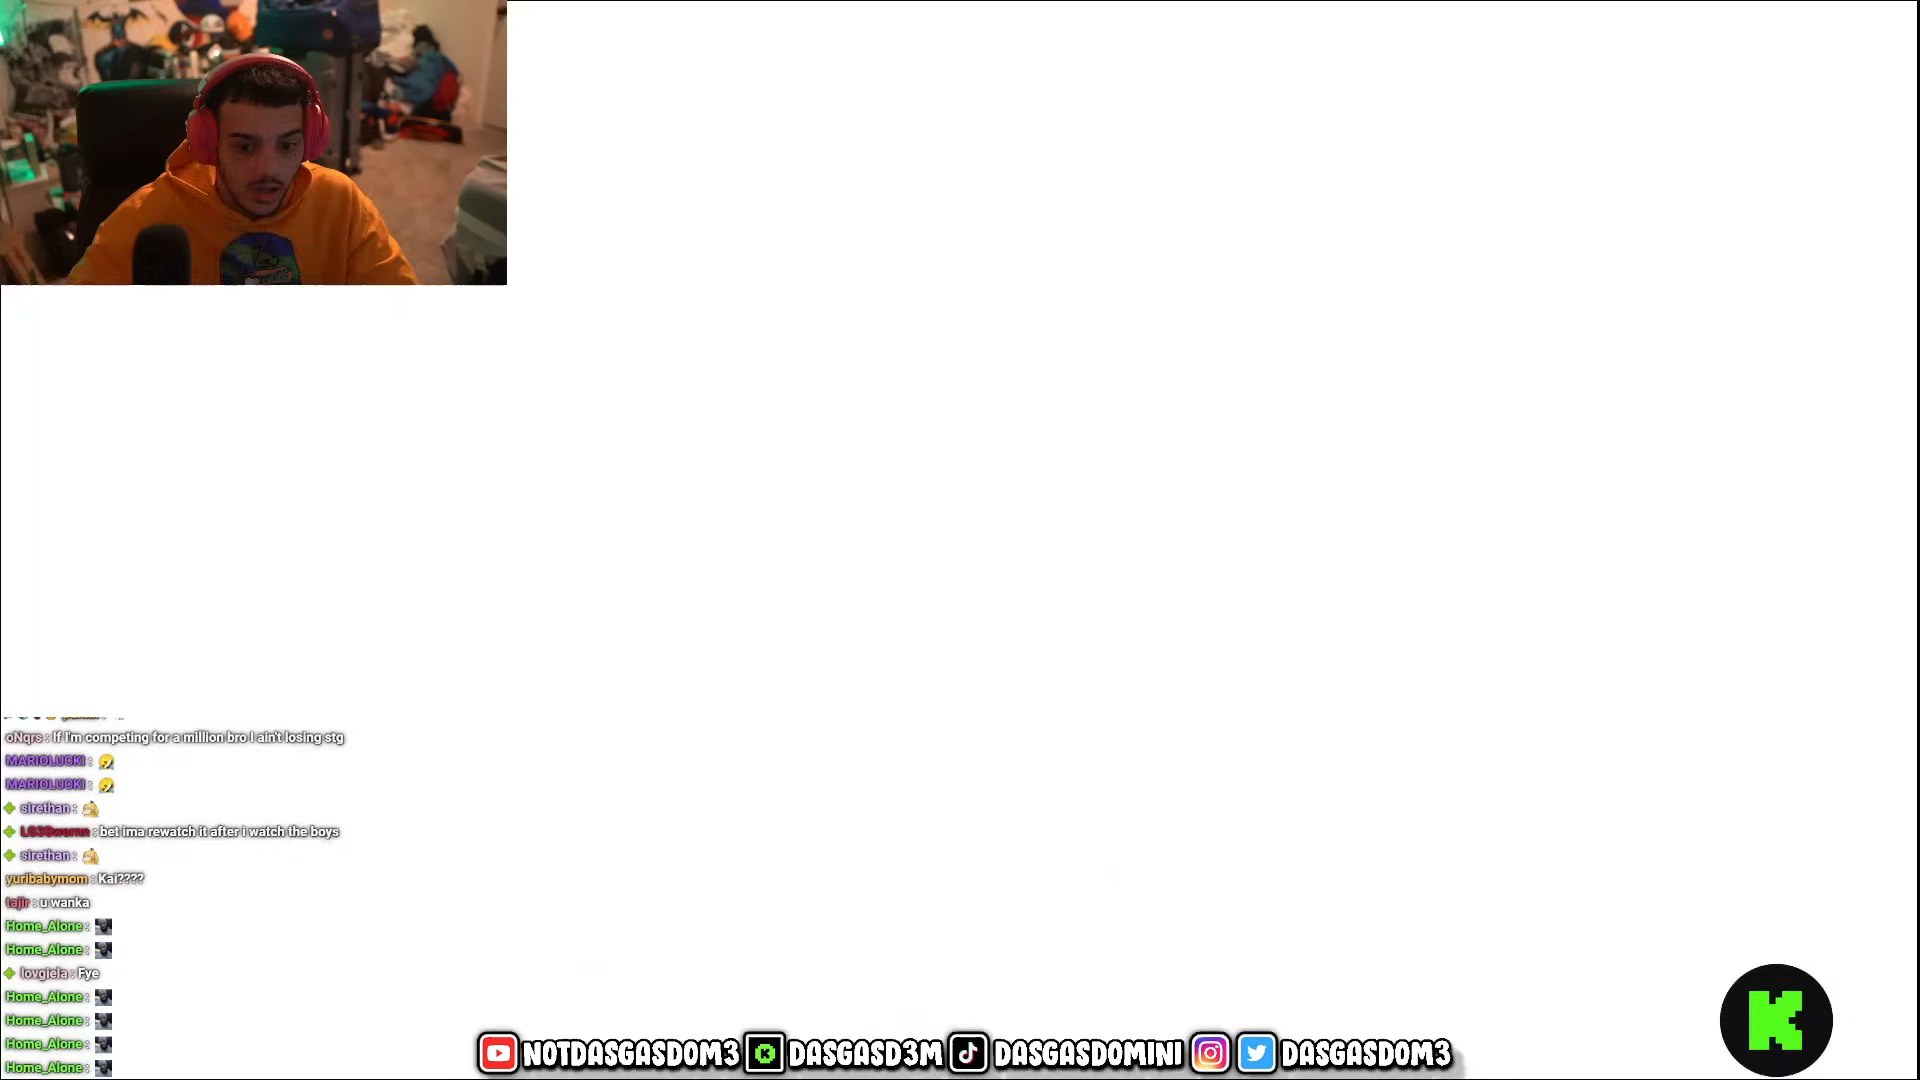 oNqrs : If I'm competing for a million bro I ain't losing stg
MARIOLUCKI :
MARIOLUCKI :
sirethan :
: bet ima rewatch it after i watch the boys
sirethan :
yuribabymom : Kai????
tajir : u wanka
Home_Alone :
Home_Alone :
lovgiela : Fye
Home_Alone :
Home_Alone :
Home_Alone :
Home_Alone :
NOTDASGASDOM3 DASGASD3M DASGASDOMINI DASGASDOM3